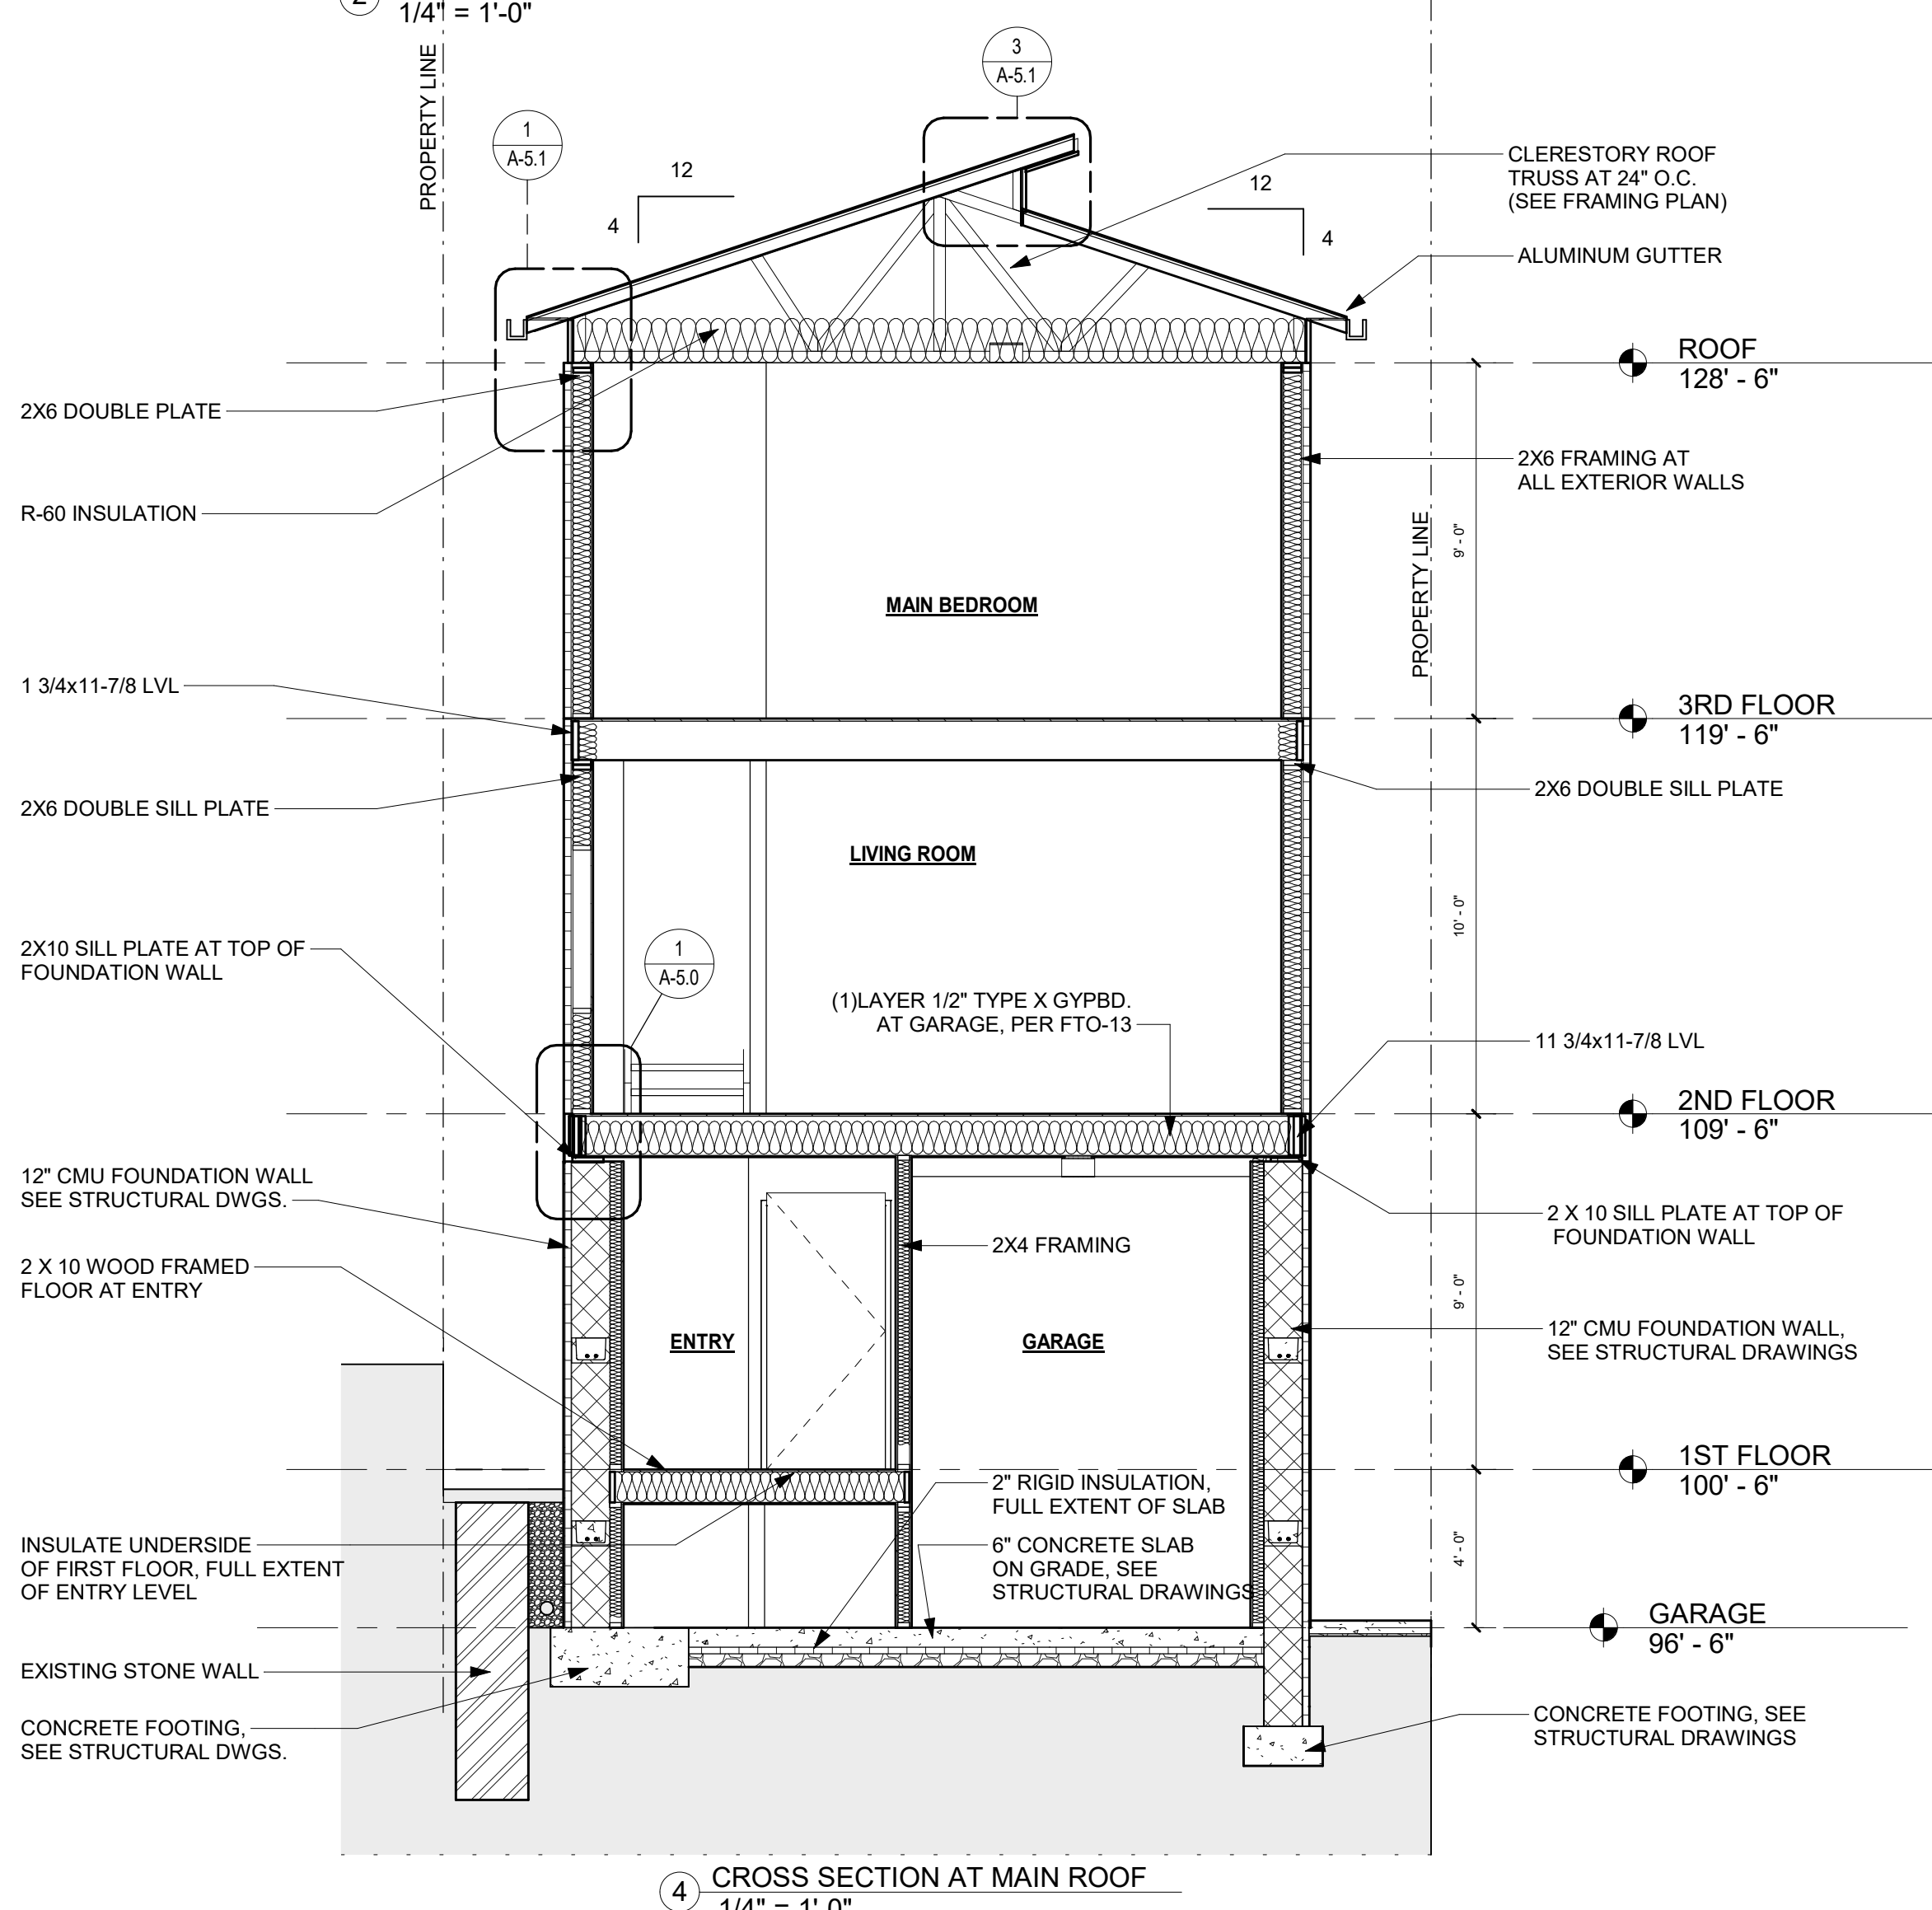 2
1/4" = 1'-0"
PROPERTY LINE
3
A-5.1
1
A-5.1
12
4
12
4
CLERESTORY ROOF
TRUSS AT 24" O.C.
(SEE FRAMING PLAN)
ALUMINUM GUTTER
ROOF
128' - 6"
2X6 DOUBLE PLATE
2X6 FRAMING AT
ALL EXTERIOR WALLS
R-60 INSULATION
9' - 0"
PROPERTY LINE
MAIN BEDROOM
1 3/4x11-7/8 LVL
3RD FLOOR
119' - 6"
2X6 DOUBLE SILL PLATE
2X6 DOUBLE SILL PLATE
LIVING ROOM
10' - 0"
2X10 SILL PLATE AT TOP OF
FOUNDATION WALL
1
A-5.0
(1)LAYER 1/2" TYPE X GYPBD.
AT GARAGE, PER FTO-13
11 3/4x11-7/8 LVL
2ND FLOOR
109' - 6"
12" CMU FOUNDATION WALL
SEE STRUCTURAL DWGS.
2 X 10 SILL PLATE AT TOP OF
FOUNDATION WALL
2X4 FRAMING
2 X 10 WOOD FRAMED
FLOOR AT ENTRY
9' - 0"
ENTRY
GARAGE
12" CMU FOUNDATION WALL,
SEE STRUCTURAL DRAWINGS
1ST FLOOR
100' - 6"
2" RIGID INSULATION,
FULL EXTENT OF SLAB
INSULATE UNDERSIDE
OF FIRST FLOOR, FULL EXTENT
OF ENTRY LEVEL
6" CONCRETE SLAB
ON GRADE, SEE
STRUCTURAL DRAWINGS
4' - 0"
GARAGE
96' - 6"
EXISTING STONE WALL
CONCRETE FOOTING,
SEE STRUCTURAL DWGS.
CONCRETE FOOTING, SEE
STRUCTURAL DRAWINGS
4
CROSS SECTION AT MAIN ROOF
1/4" = 1'-0"